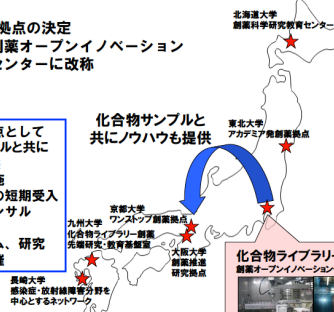 拠点の決定
創薬オープンイノベーション
センターに改称
北海道大学
創薬科学研究教育センター
点として
ルと共に
施
の短期受入
ンサル
ム、研究
催
化合物サンプルと
共にノウハウも提供
東北大学
アカデミア発創薬拠点
京都大学
ワンストップ創薬拠点
九州大学
化合物ライブラリー創薬
先端研究・教育基盤室
大阪大学
創薬推進
研究拠点
長崎大学
感染症・放射線障害分野を
中心とするネットワーク
化合物ライブラリー
創薬オープンイノベーション